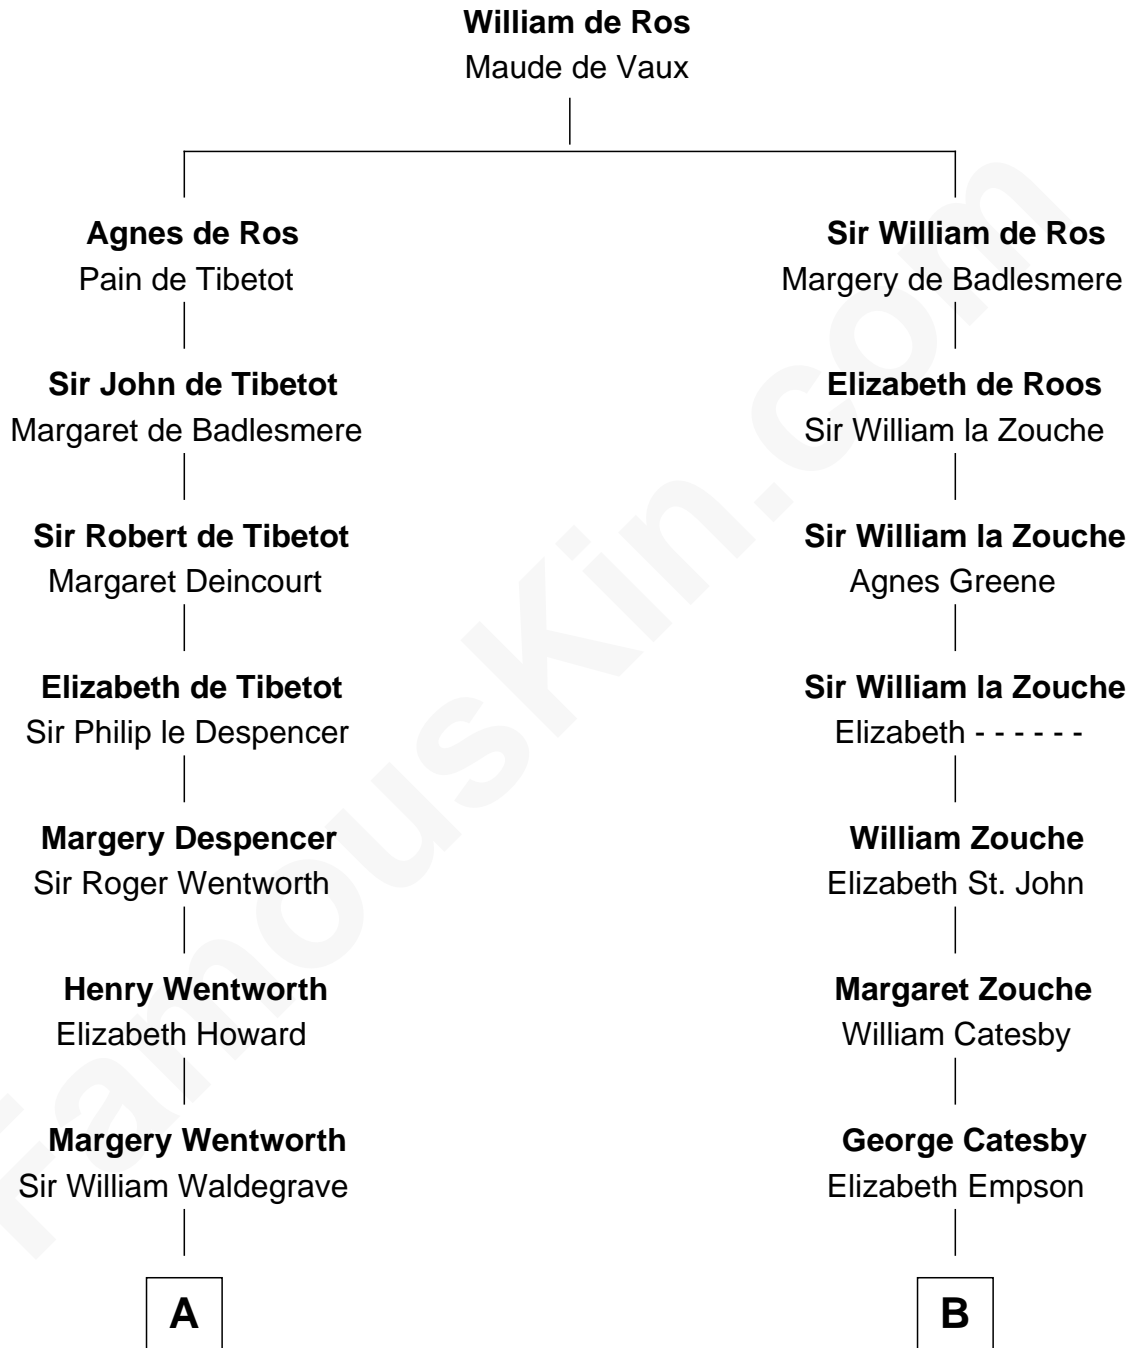 William de Ros
Maude de Vaux
Agnes de Ros
Pain de Tibetot
Sir William de Ros
Margery de Badlesmere
Sir John de Tibetot
Margaret de Badlesmere
Elizabeth de Roos
Sir William la Zouche
Sir Robert de Tibetot
Margaret Deincourt
Sir William la Zouche
Agnes Greene
Elizabeth de Tibetot
Sir Philip le Despencer
Sir William la Zouche
Elizabeth - - - - - -
Margery Despencer
Sir Roger Wentworth
William Zouche
Elizabeth St. John
Henry Wentworth
Elizabeth Howard
Margaret Zouche
William Catesby
Margery Wentworth
Sir William Waldegrave
George Catesby
Elizabeth Empson
A
B
FamousKin.com